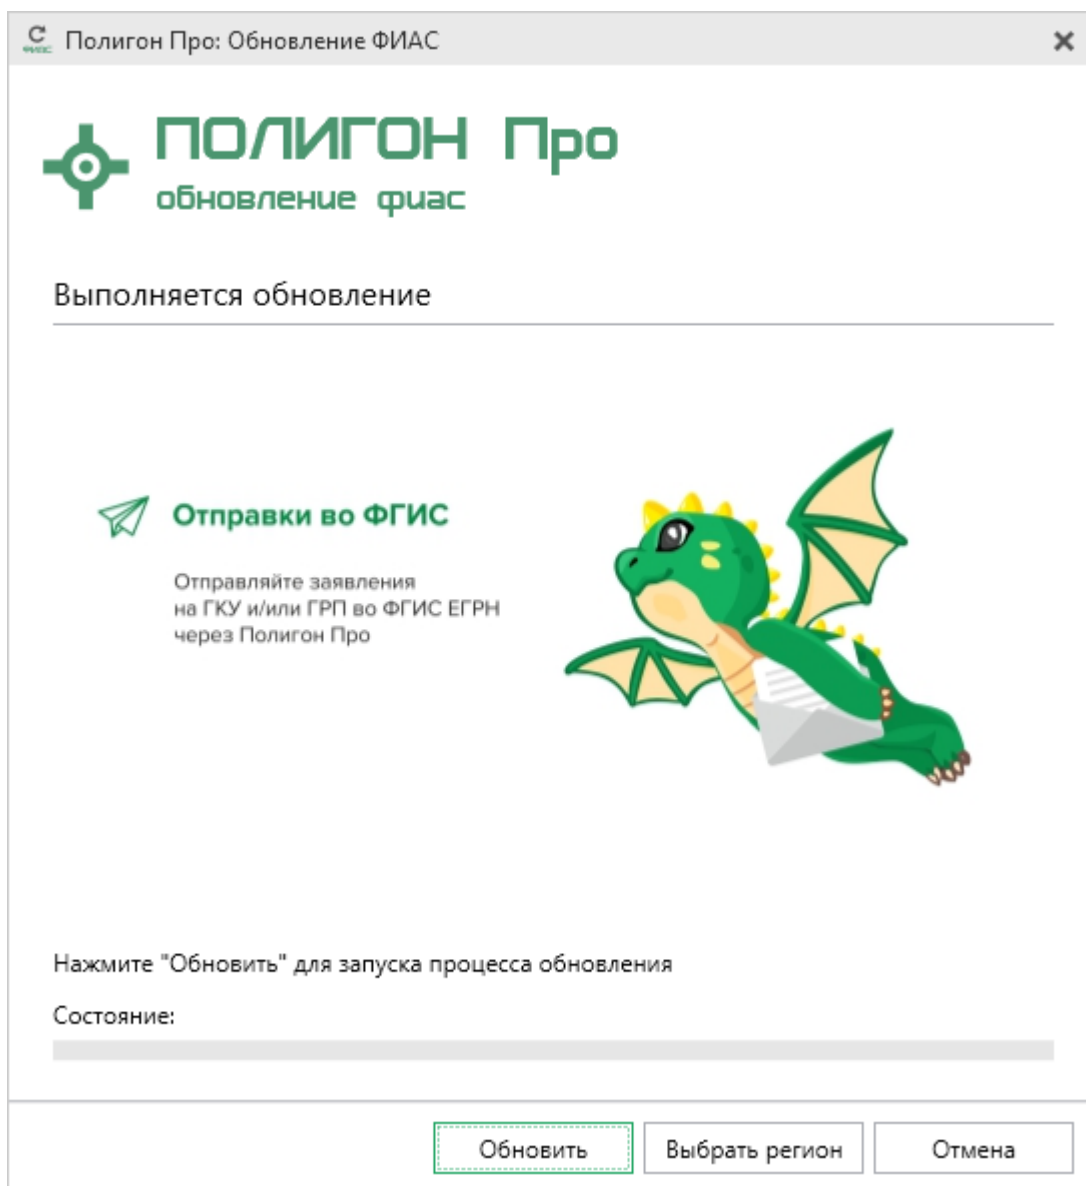 Полигон Про: Обновление ФИАС
ПОЛИГОН Про
обновление фиас
Выполняется обновление
Отправки во ФГИС
Отправляйте заявления
на ГКУ и/или ГРП во ФГИС ЕГРН
через Полигон Про
Нажмите "Обновить" для запуска процесса обновления
Состояние:
Обновить
Выбрать регион
Отмена